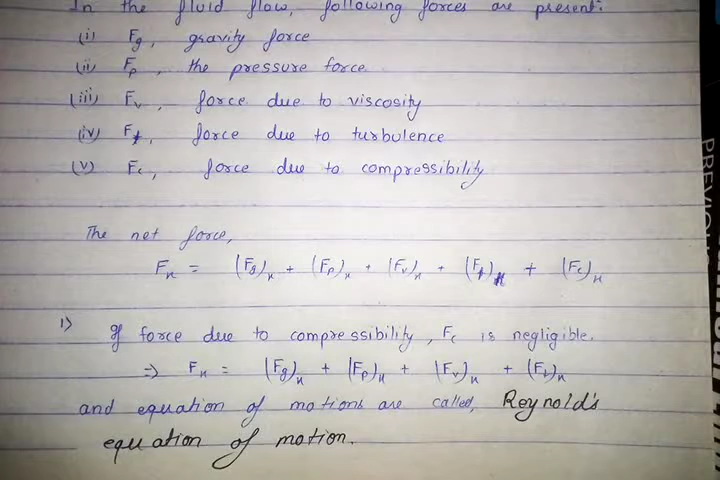 In the fluid flow, following forces are present:
(i) Fg, gravity force
(ii) Fp, the pressure force.
(iii) Fv, force due to viscosity
(iv) Ft, force due to turbulence
(v) Fc, force due to compressibility
The net force,
Fx = (Fg)x + (Fp)x + (Fv)x + (Ft)x + (Fc)x
1) If force due to compressibility, Fc is negligible.
⇒ Fx = (Fg)x + (Fp)x + (Fv)x + (Ft)x
and equation of motions are called, Reynold's
equation of motion.
PREVIOUS